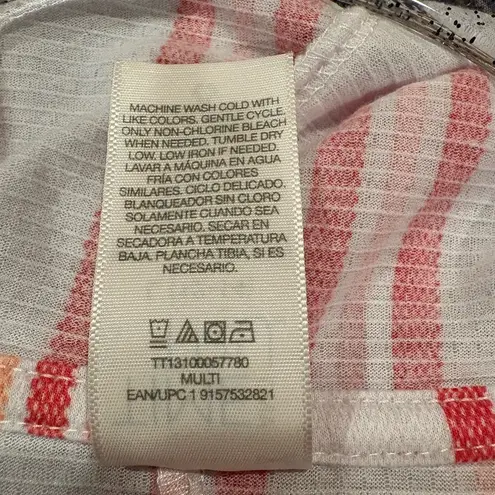 MACHINE WASH COLD WITH
LIKE COLORS. GENTLE CYCLE.
ONLY NON-CHLORINE BLEACH
WHEN NEEDED. TUMBLE DRY
LOW. LOW IRON IF NEEDED.
LAVAR A MÁQUINA EN AGUA
FRÍA CON COLORES
SIMILARES. CICLO DELICADO.
BLANQUEADOR SIN CLORO
SOLAMENTE CUANDO SEA
NECESARIO. SECAR EN
SECADORA A TEMPERATURA
BAJA. PLANCHA TIBIA, SI ES
NECESARIO.
TT13100057780
MULTI
EAN/UPC 1 9157532821